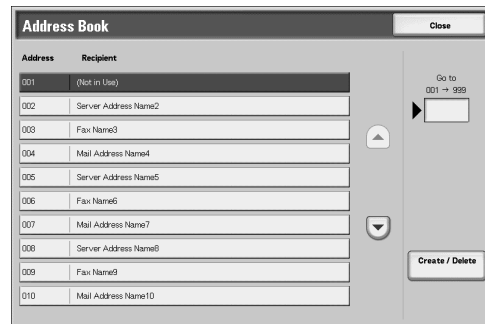 Address Book
Close
Address Recipient
001 (Not in Use)
002 Server Address Name2
003 Fax Name3
004 Mail Address Name4
005 Server Address Name5
006 Fax Name6
007 Mail Address Name7
008 Server Address Name8
009 Fax Name9
010 Mail Address Name10
Go to
001 → 999
Create / Delete